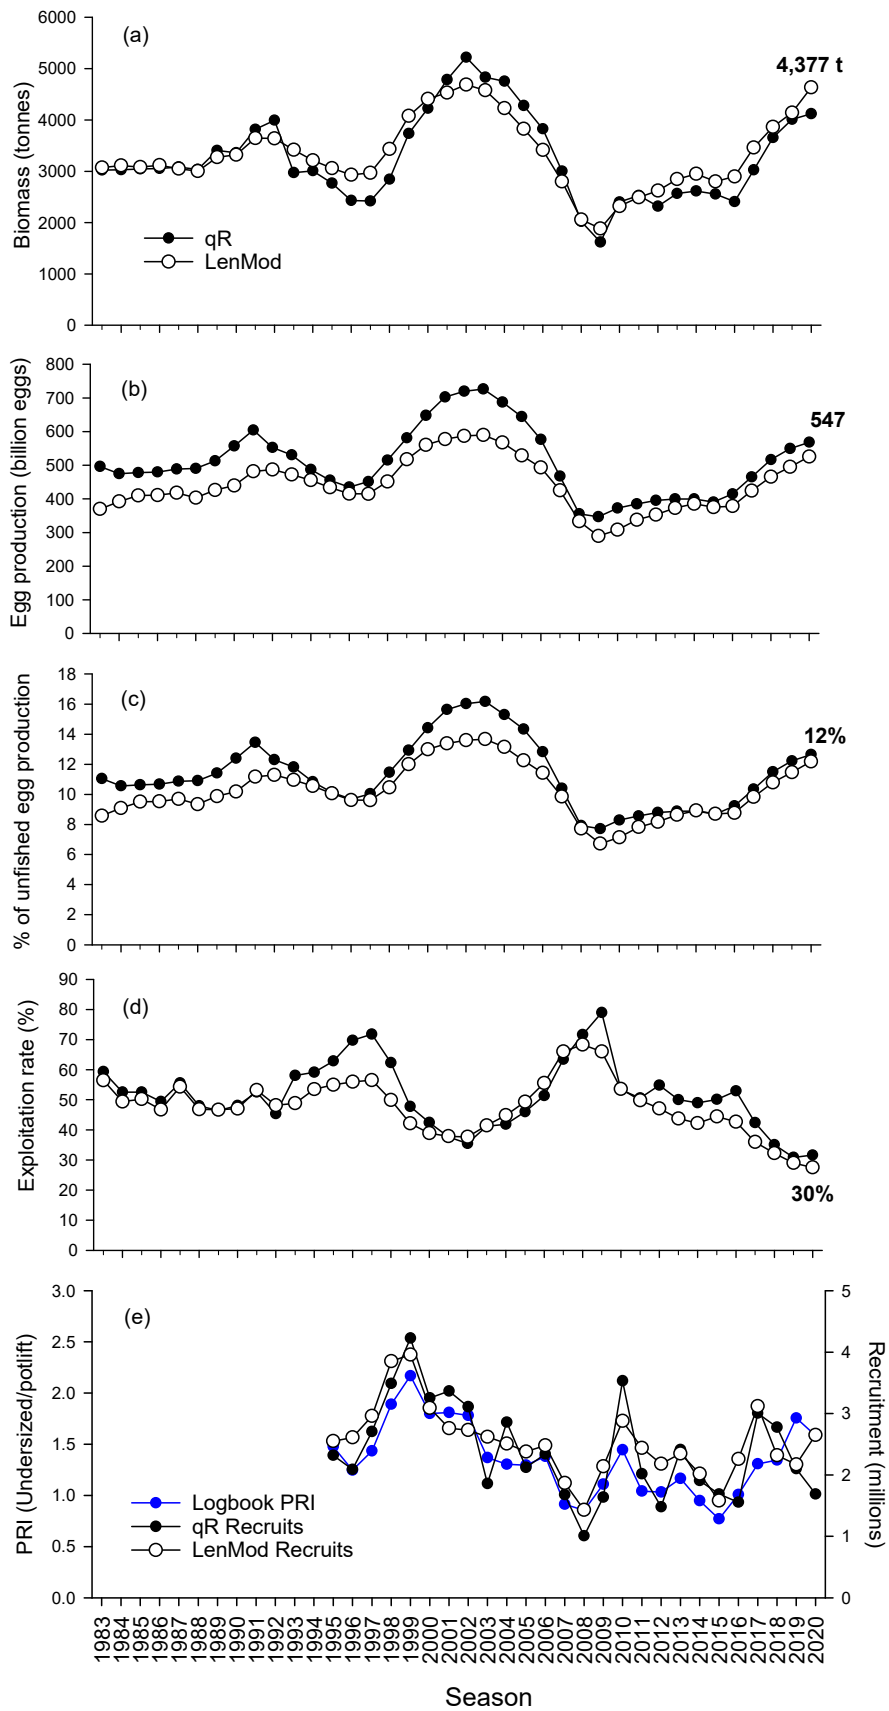 6000
(a)
4,377 t
5000
4000
3000
2000
1000
0
Biomass (tonnes)
qR
LenMod
800
(b)
547
700
600
500
400
300
200
100
0
Egg production (billion eggs)
18
(c)
12%
16
14
12
10
8
6
4
2
0
% of unfished egg production
90
(d)
80
70
60
50
40
30
20
10
0
Exploitation rate (%)
30%
3.0
(e)
2.5
2.0
1.5
1.0
0.5
0.0
PRI (Undersized/potlift)
Logbook PRI
qR Recruits
LenMod Recruits
5
4
3
2
1
0
Recruitment (millions)
1983 1984 1985 1986 1987 1988 1989 1990 1991 1992 1993 1994 1995 1996 1997 1998 1999 2000 2001 2002 2003 2004 2005 2006 2007 2008 2009 2010 2011 2012 2013 2014 2015 2016 2017 2018 2019 2020
Season